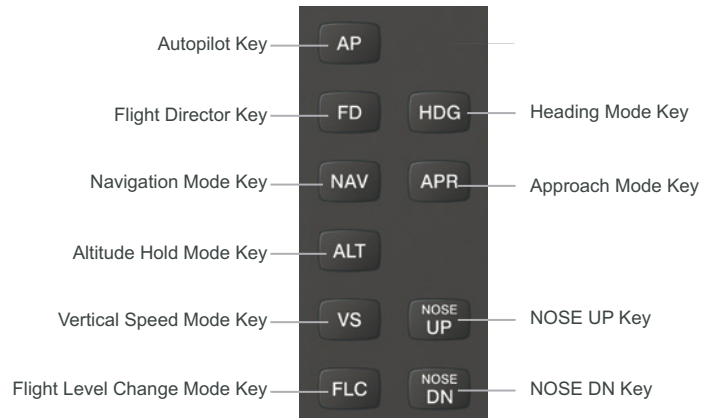 Autopilot Key AP
Flight Director Key FD HDG Heading Mode Key
Navigation Mode Key NAV APR Approach Mode Key
Altitude Hold Mode Key ALT
Vertical Speed Mode Key VS NOSE UP NOSE UP Key
Flight Level Change Mode Key FLC NOSE DN NOSE DN Key